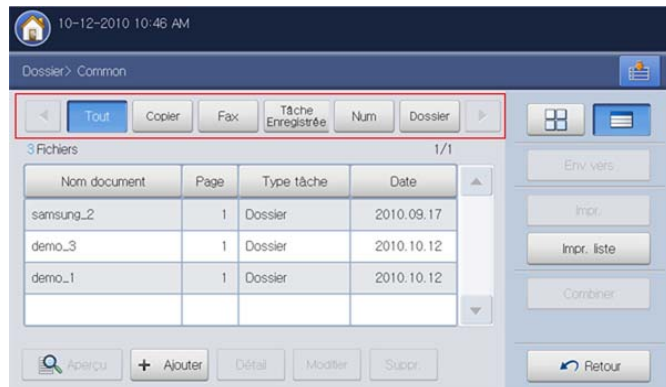 10-12-2010 10:46 AM
Dossier> Common
Tout Copier Fax Tâche Enregistrée Num Dossier
3 Fichiers 1/1
Nom document Page Type tâche Date
samsung_2 1 Dossier 2010.09.17
demo_3 1 Dossier 2010.10.12
demo_1 1 Dossier 2010.10.12
Aperçu + Ajouter Détail Modifier Suppr.
Env vers
Impr.
Impr. liste
Combiner
Retour